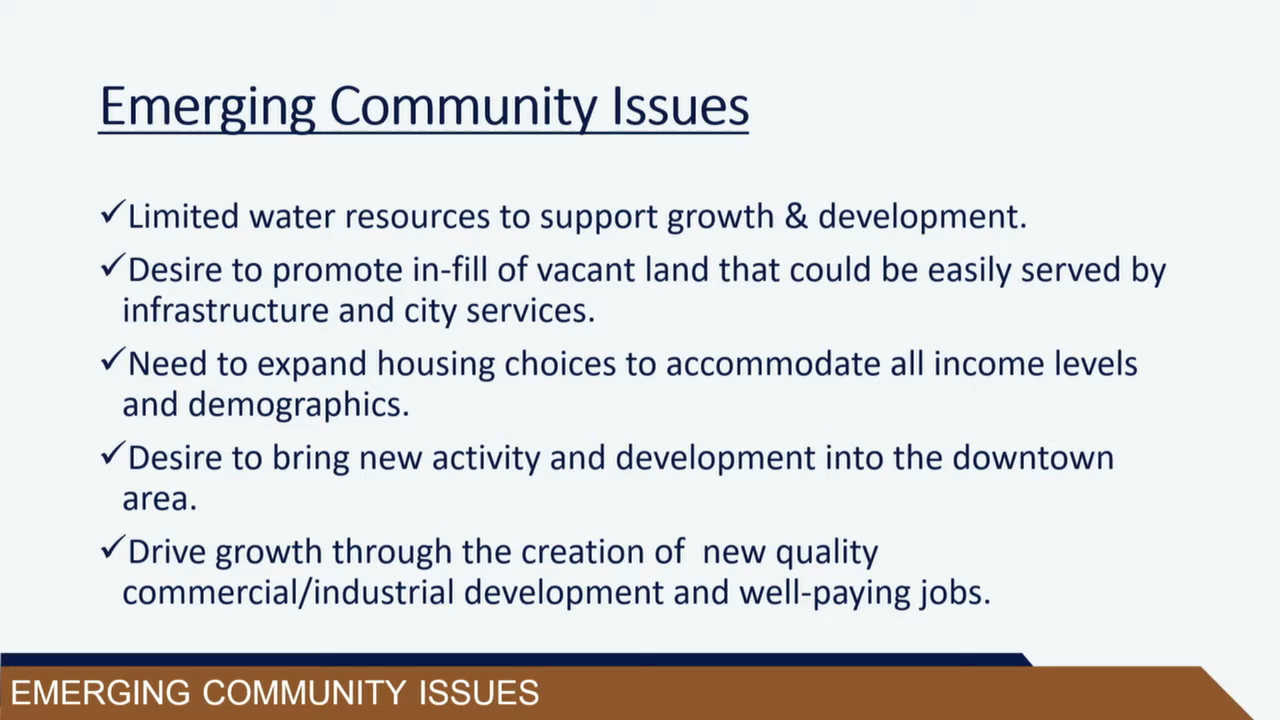 Emerging Community Issues
✓Limited water resources to support growth & development.
✓Desire to promote in-fill of vacant land that could be easily served by
infrastructure and city services.
✓Need to expand housing choices to accommodate all income levels
and demographics.
✓Desire to bring new activity and development into the downtown
area.
✓Drive growth through the creation of  new quality
commercial/industrial development and well-paying jobs.
EMERGING COMMUNITY ISSUES